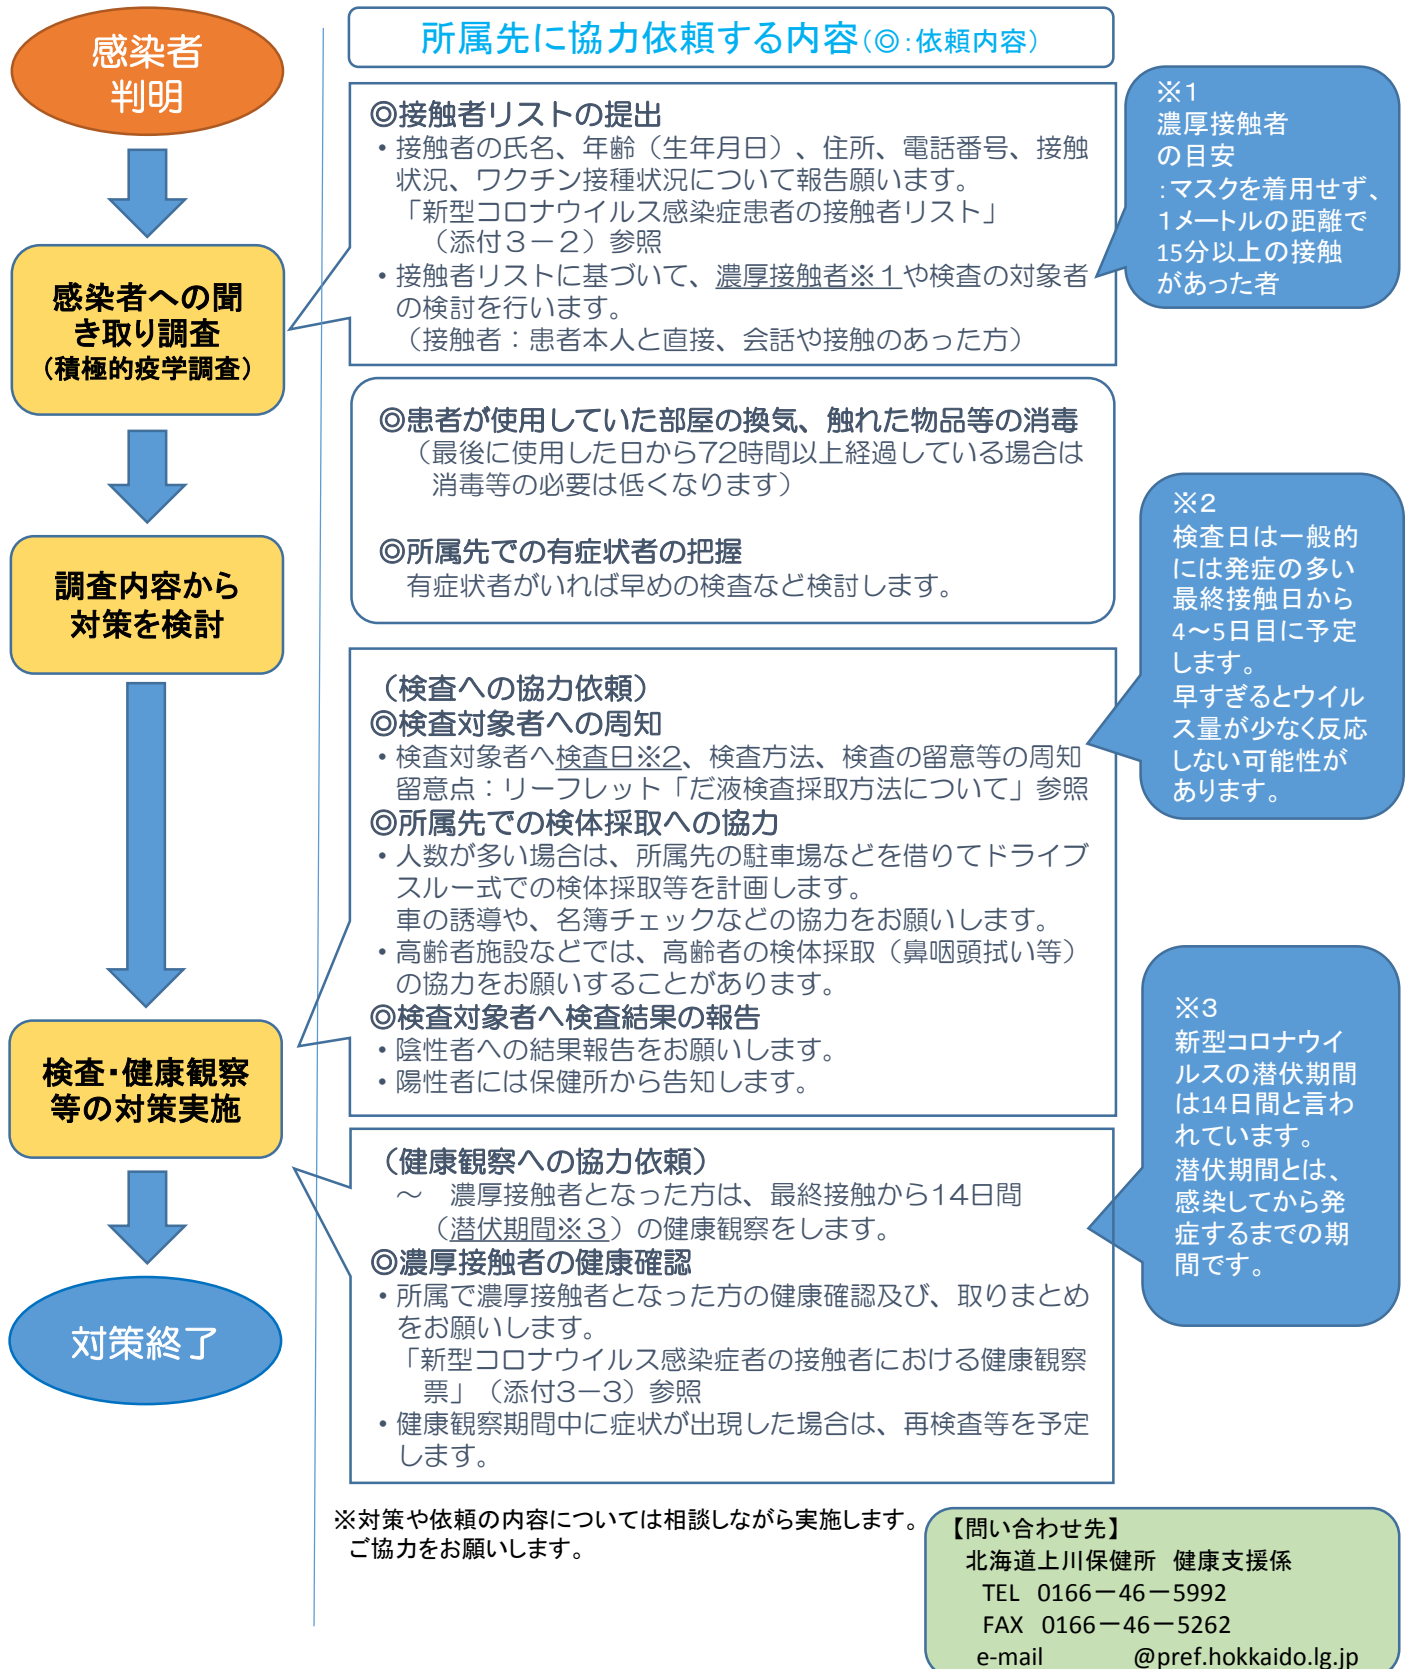 感染者
判明
感染者への聞
き取り調査
（積極的疫学調査）
調査内容から
対策を検討
検査・健康観察
等の対策実施
対策終了
所属先に協力依頼する内容（◎：依頼内容）
◎接触者リストの提出
・接触者の氏名、年齢（生年月日）、住所、電話番号、接触
状況、ワクチン接種状況について報告願います。
「新型コロナウイルス感染症患者の接触者リスト」
（添付３－２）参照
・接触者リストに基づいて、濃厚接触者※１や検査の対象者
の検討を行います。
（接触者：患者本人と直接、会話や接触のあった方）
※１
濃厚接触者
の目安
：マスクを着用せず、
１メートルの距離で
15分以上の接触
があった者
◎患者が使用していた部屋の換気、触れた物品等の消毒
（最後に使用した日から72時間以上経過している場合は
消毒等の必要は低くなります）
◎所属先での有症状者の把握
有症状者がいれば早めの検査など検討します。
（検査への協力依頼）
◎検査対象者への周知
・検査対象者へ検査日※2、検査方法、検査の留意等の周知
留意点：リーフレット「だ液検査採取方法について」参照
◎所属先での検体採取への協力
・人数が多い場合は、所属先の駐車場などを借りてドライブ
スルー式での検体採取等を計画します。
車の誘導や、名簿チェックなどの協力をお願いします。
・高齢者施設などでは、高齢者の検体採取（鼻咽頭拭い等）
の協力をお願いすることがあります。
◎検査対象者へ検査結果の報告
・陰性者への結果報告をお願いします。
・陽性者には保健所から告知します。
※２
検査日は一般的
には発症の多い
最終接触日から
4～5日目に予定
します。
早すぎるとウイル
ス量が少なく反応
しない可能性が
あります。
（健康観察への協力依頼）
～　濃厚接触者となった方は、最終接触から14日間
（潜伏期間※３）の健康観察をします。
◎濃厚接触者の健康確認
・所属で濃厚接触者となった方の健康確認及び、取りまとめ
をお願いします。
「新型コロナウイルス感染症者の接触者における健康観察
票」（添付3－3）参照
・健康観察期間中に症状が出現した場合は、再検査等を予定
します。
※３
新型コロナウイ
ルスの潜伏期間
は14日間と言わ
れています。
潜伏期間とは、
感染してから発
症するまでの期
間です。
※対策や依頼の内容については相談しながら実施します。
ご協力をお願いします。
【問い合わせ先】
北海道上川保健所　健康支援係
TEL　0166－46－5992
FAX　0166－46－5262
e-mail　　　　@pref.hokkaido.lg.jp